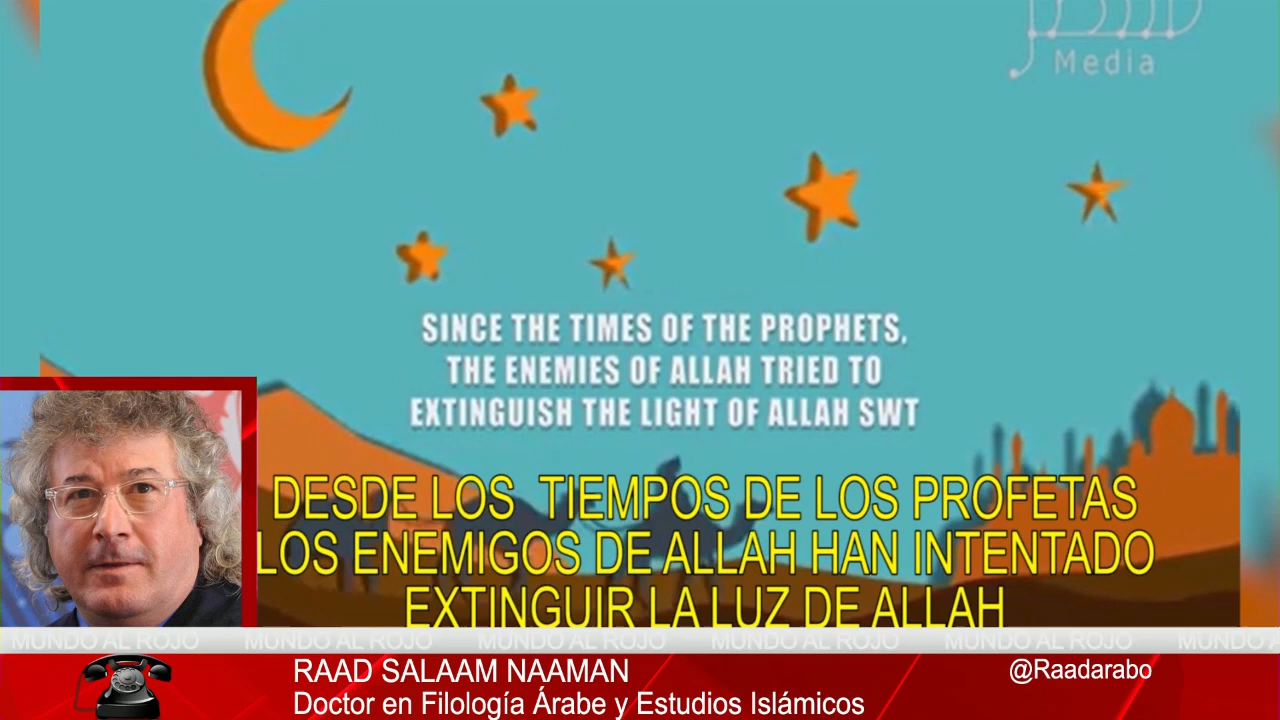 Media
SINCE THE TIMES OF THE PROPHETS,
THE ENEMIES OF ALLAH TRIED TO
EXTINGUISH THE LIGHT OF ALLAH SWT
DESDE LOS TIEMPOS DE LOS PROFETAS
LOS ENEMIGOS DE ALLAH HAN INTENTADO
EXTINGUIR LA LUZ DE ALLAH
MUNDO AL ROJO MUNDO AL ROJO MUNDO AL ROJO MUNDO AL ROJO MUNDO AL ROJO MUNDO A
RAAD SALAAM NAAMAN
@Raadarabo
Doctor en Filología Árabe y Estudios Islámicos